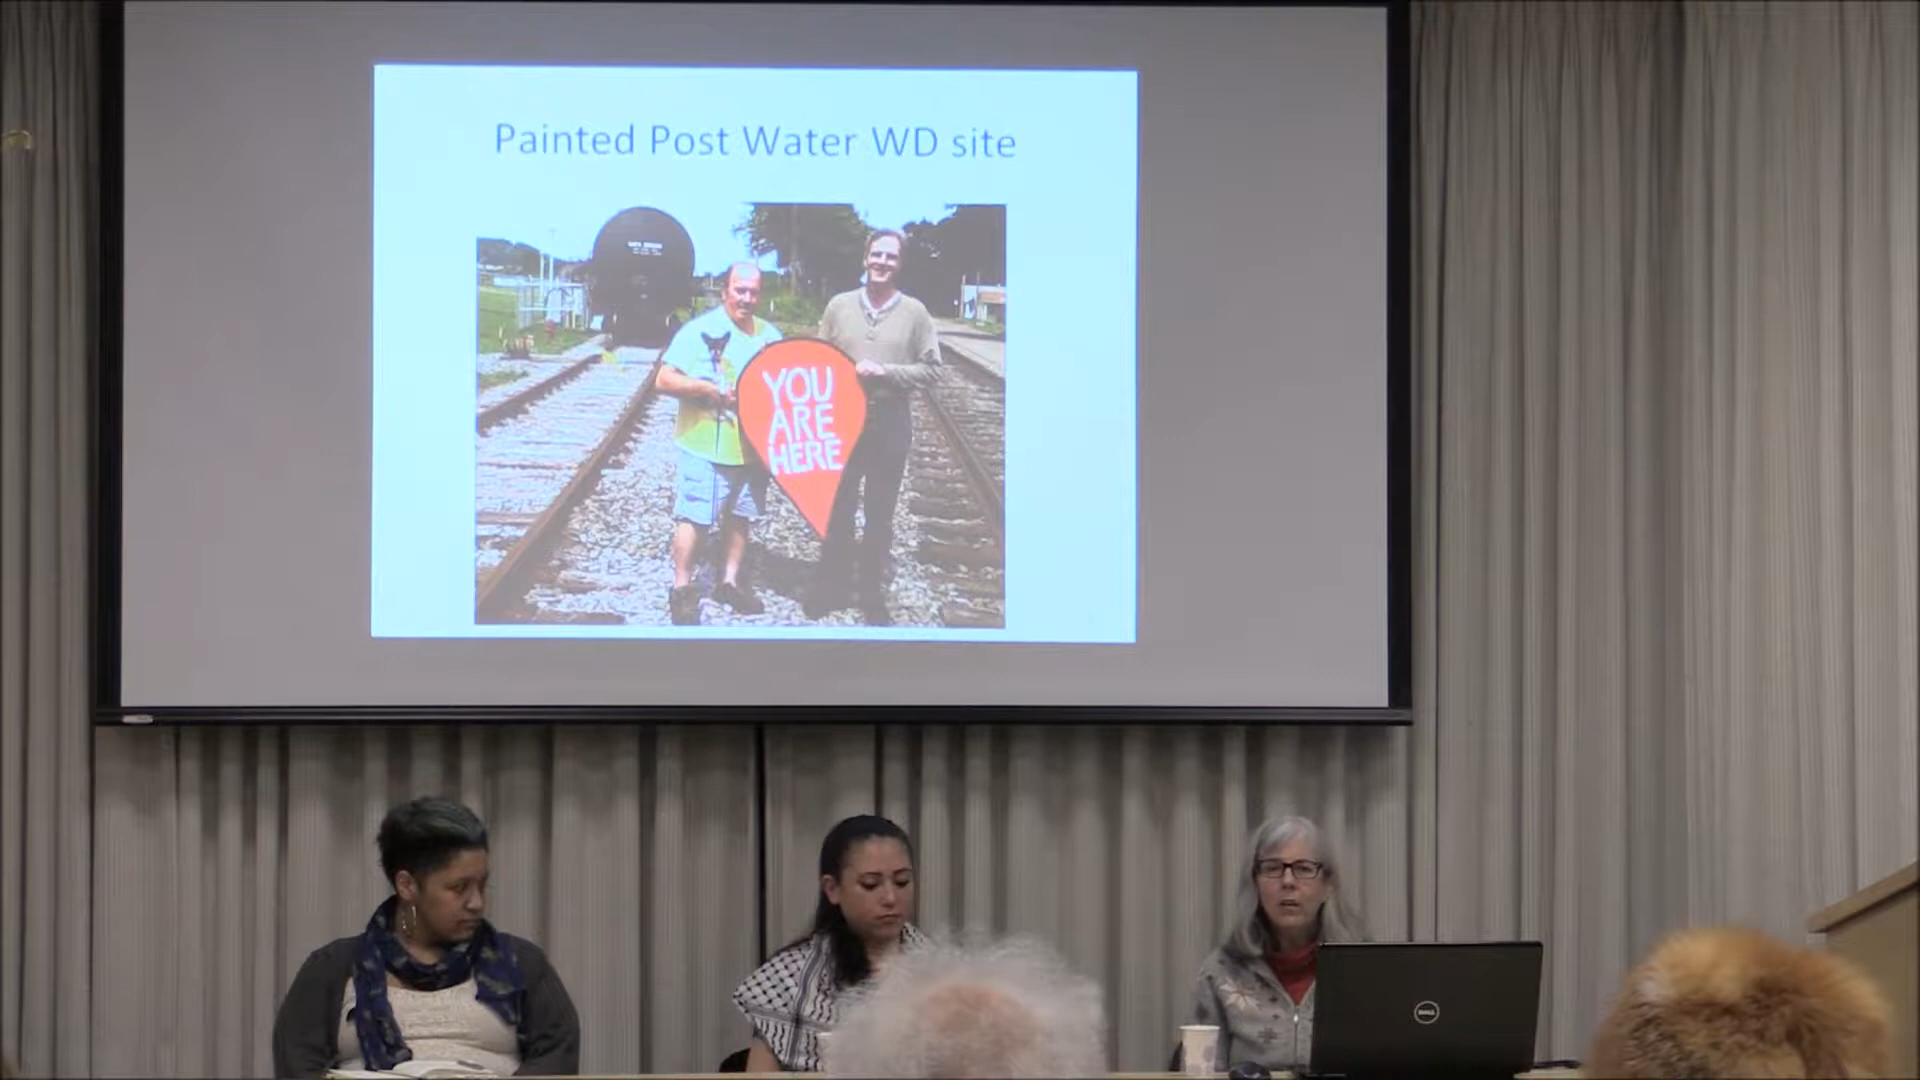 Painted Post Water WD site
YOU
ARE
HERE
DELL